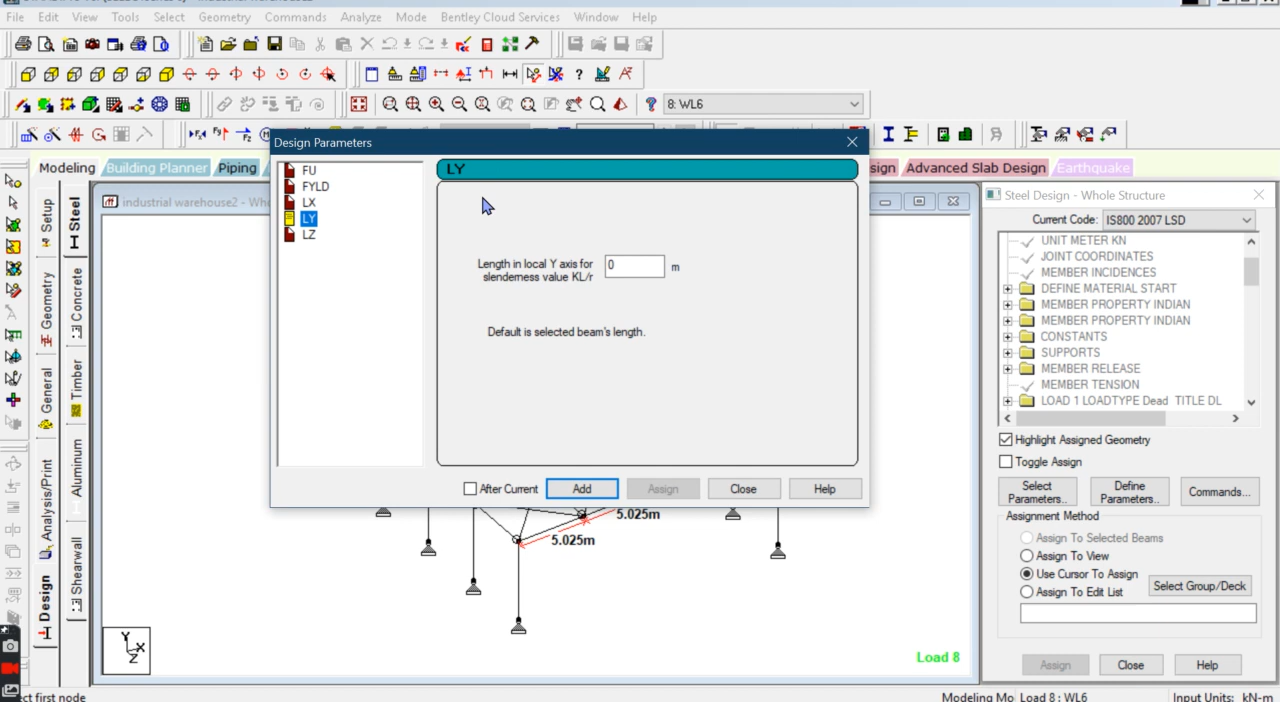 File Edit View Tools Select Geometry Commands Analyze Mode Bentley Cloud Services Window Help
8: WL6
Modeling Building Planner Piping
sign Advanced Slab Design Earthquake
industrial warehouse2 - Who
Setup
Geometry
General
Analysis/Print
Design
Steel
Concrete
Timber
Aluminum
Shearwall
Design Parameters
FU
FYLD
LX
LY
LZ
LY
Length in local Y axis for
slenderness value KL/r
0
m
Default is selected beam's length.
After Current
Add
Assign
Close
Help
5.025m
5.025m
Y
X
Z
Load 8
Steel Design - Whole Structure
Current Code: IS800 2007 LSD
UNIT METER KN
JOINT COORDINATES
MEMBER INCIDENCES
DEFINE MATERIAL START
MEMBER PROPERTY INDIAN
MEMBER PROPERTY INDIAN
CONSTANTS
SUPPORTS
MEMBER RELEASE
MEMBER TENSION
LOAD 1 LOADTYPE Dead TITLE DL
Highlight Assigned Geometry
Toggle Assign
Select Parameters..
Define Parameters..
Commands...
Assignment Method
Assign To Selected Beams
Assign To View
Use Cursor To Assign
Assign To Edit List
Select Group/Deck
Assign
Close
Help
ct first node
Modeling Mo Load 8 : WL6 Input Units: kN-m